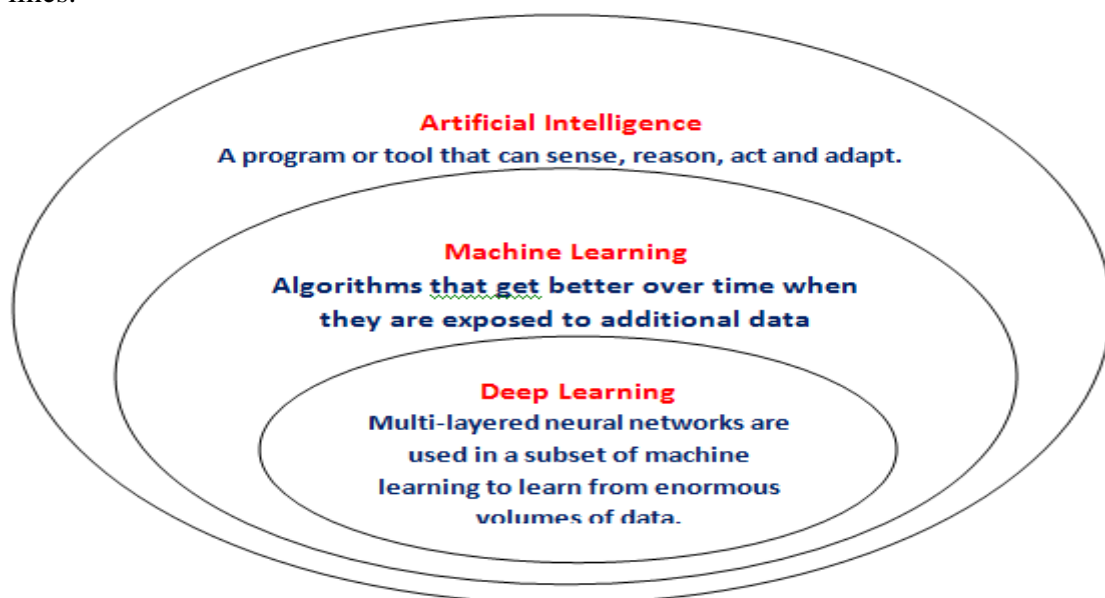 lines.
Artificial Intelligence
A program or tool that can sense, reason, act and adapt.
Machine Learning
Algorithms that get better over time when
they are exposed to additional data
Deep Learning
Multi-layered neural networks are
used in a subset of machine
learning to learn from enormous
volumes of data.